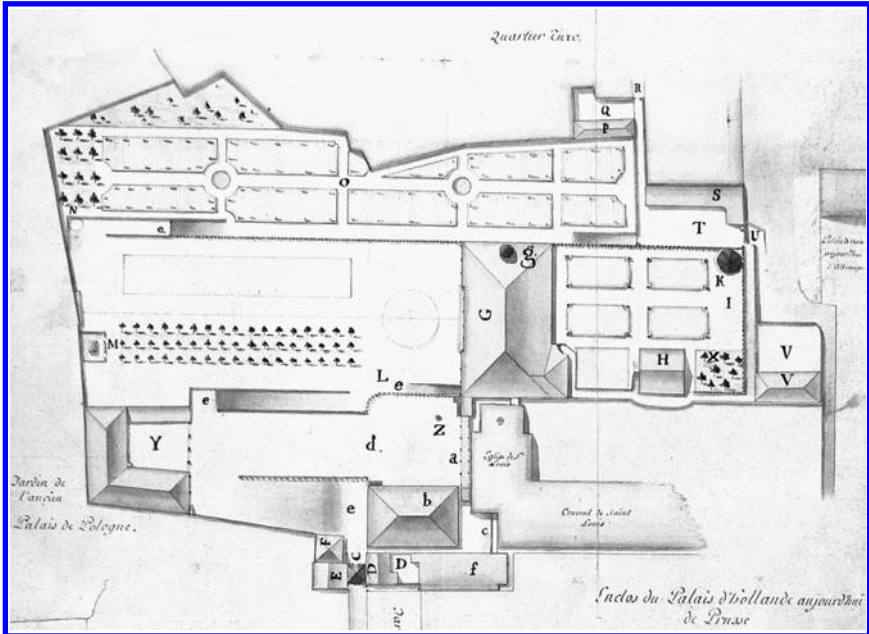 Quartier Turc.
R
Q
P
S
O
N
T
U
e
g
K
I
G
M
X
H
V
L
e
V
e
Z
Y
d.
a
Eglise de St.
Louis
Jardin de
l'ancien
Palais de Pologne.
b
e
Couvent de Saint
Louis
c
F
C
E
D
D
f
Enclos du Palais d'hollande aujourd'hui
de Prusse